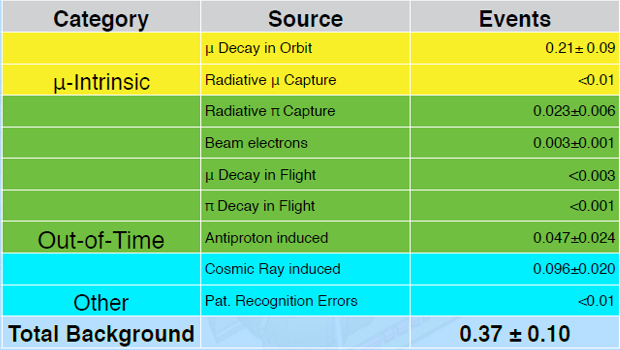 Category Source Events
μ Decay in Orbit 0.21± 0.09
μ-Intrinsic Radiative μ Capture <0.01
Radiative π Capture 0.023±0.006
Beam electrons 0.003±0.001
μ Decay in Flight <0.003
π Decay in Flight <0.001
Out-of-Time Antiproton induced 0.047±0.024
Cosmic Ray induced 0.096±0.020
Other Pat. Recognition Errors <0.01
Total Background 0.37 ± 0.10